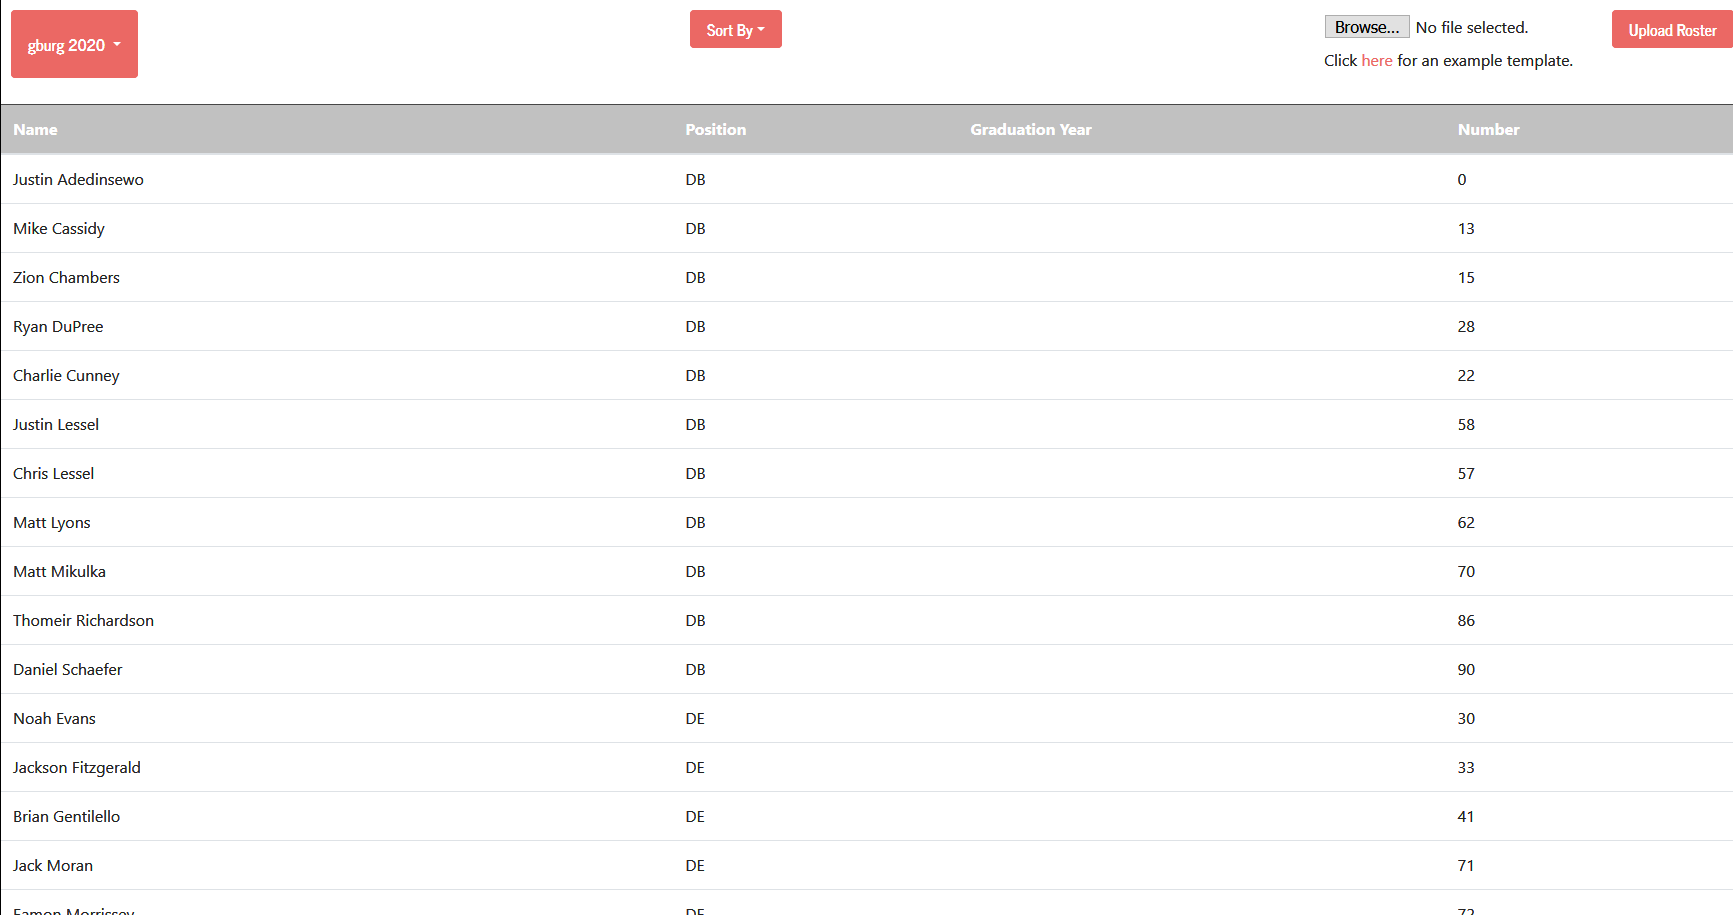 gburg 2020
Sort By
Browse... No file selected.
Upload Roster
Click here for an example template.
Name Position Graduation Year Number
Justin Adedinsewo DB 0
Mike Cassidy DB 13
Zion Chambers DB 15
Ryan DuPree DB 28
Charlie Cunney DB 22
Justin Lessel DB 58
Chris Lessel DB 57
Matt Lyons DB 62
Matt Mikulka DB 70
Thomeir Richardson DB 86
Daniel Schaefer DB 90
Noah Evans DE 30
Jackson Fitzgerald DE 33
Brian Gentilello DE 41
Jack Moran DE 71
Eamon Morrissey DE 72